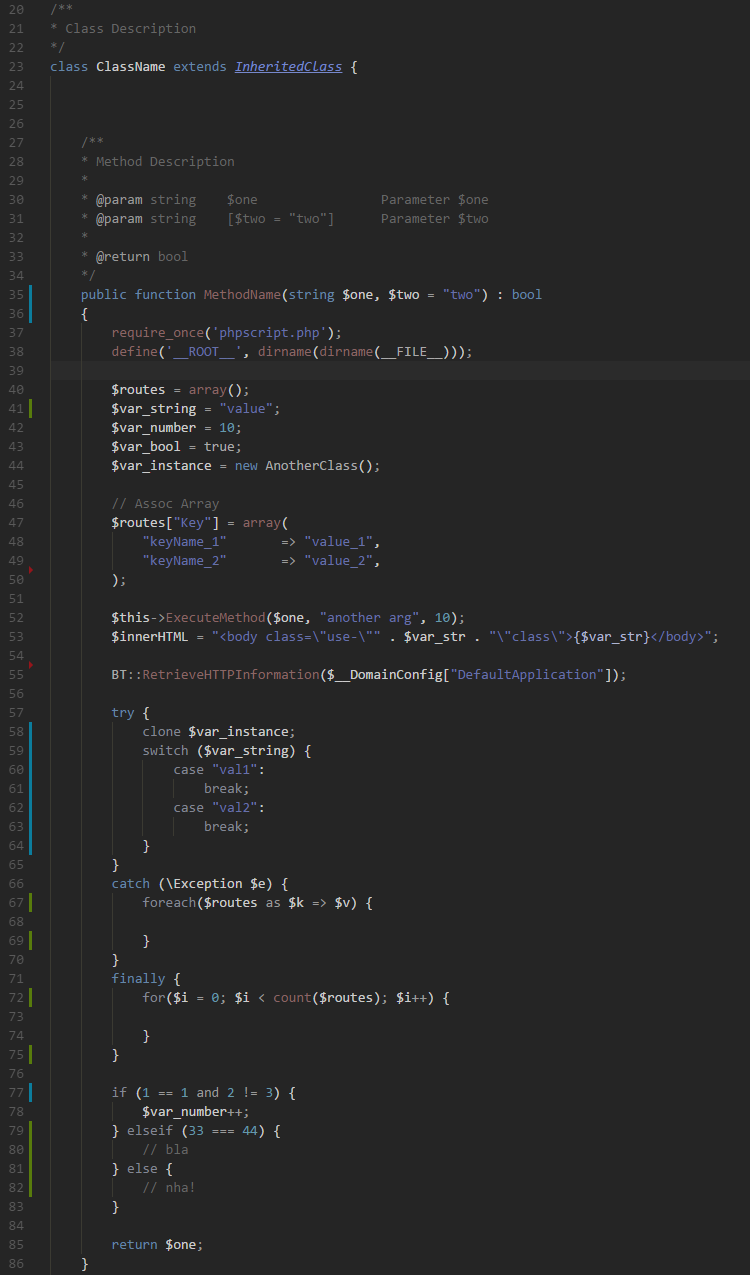 20 /**
21 * Class Description
22 */
23 class ClassName extends InheritedClass {
24
25
26
27     /**
28     * Method Description
29     *
30     * @param string    $one                Parameter $one
31     * @param string    [$two = "two"]      Parameter $two
32     *
33     * @return bool
34     */
35     public function MethodName(string $one, $two = "two") : bool
36     {
37         require_once('phpscript.php');
38         define('__ROOT__', dirname(dirname(__FILE__)));
39
40         $routes = array();
41         $var_string = "value";
42         $var_number = 10;
43         $var_bool = true;
44         $var_instance = new AnotherClass();
45
46         // Assoc Array
47         $routes["Key"] = array(
48             "keyName_1"       => "value_1",
49             "keyName_2"       => "value_2",
50         );
51
52         $this->ExecuteMethod($one, "another arg", 10);
53         $innerHTML = "<body class=\"use-\"" . $var_str . "\"class\">{$var_str}</body>";
54
55         BT::RetrieveHTTPInformation($__DomainConfig["DefaultApplication"]);
56
57         try {
58             clone $var_instance;
59             switch ($var_string) {
60                 case "val1":
61                     break;
62                 case "val2":
63                     break;
64             }
65         }
66         catch (\Exception $e) {
67             foreach($routes as $k => $v) {
68
69             }
70         }
71         finally {
72             for($i = 0; $i < count($routes); $i++) {
73
74             }
75         }
76
77         if (1 == 1 and 2 != 3) {
78             $var_number++;
79         } elseif (33 === 44) {
80             // bla
81         } else {
82             // nha!
83         }
84
85         return $one;
86     }